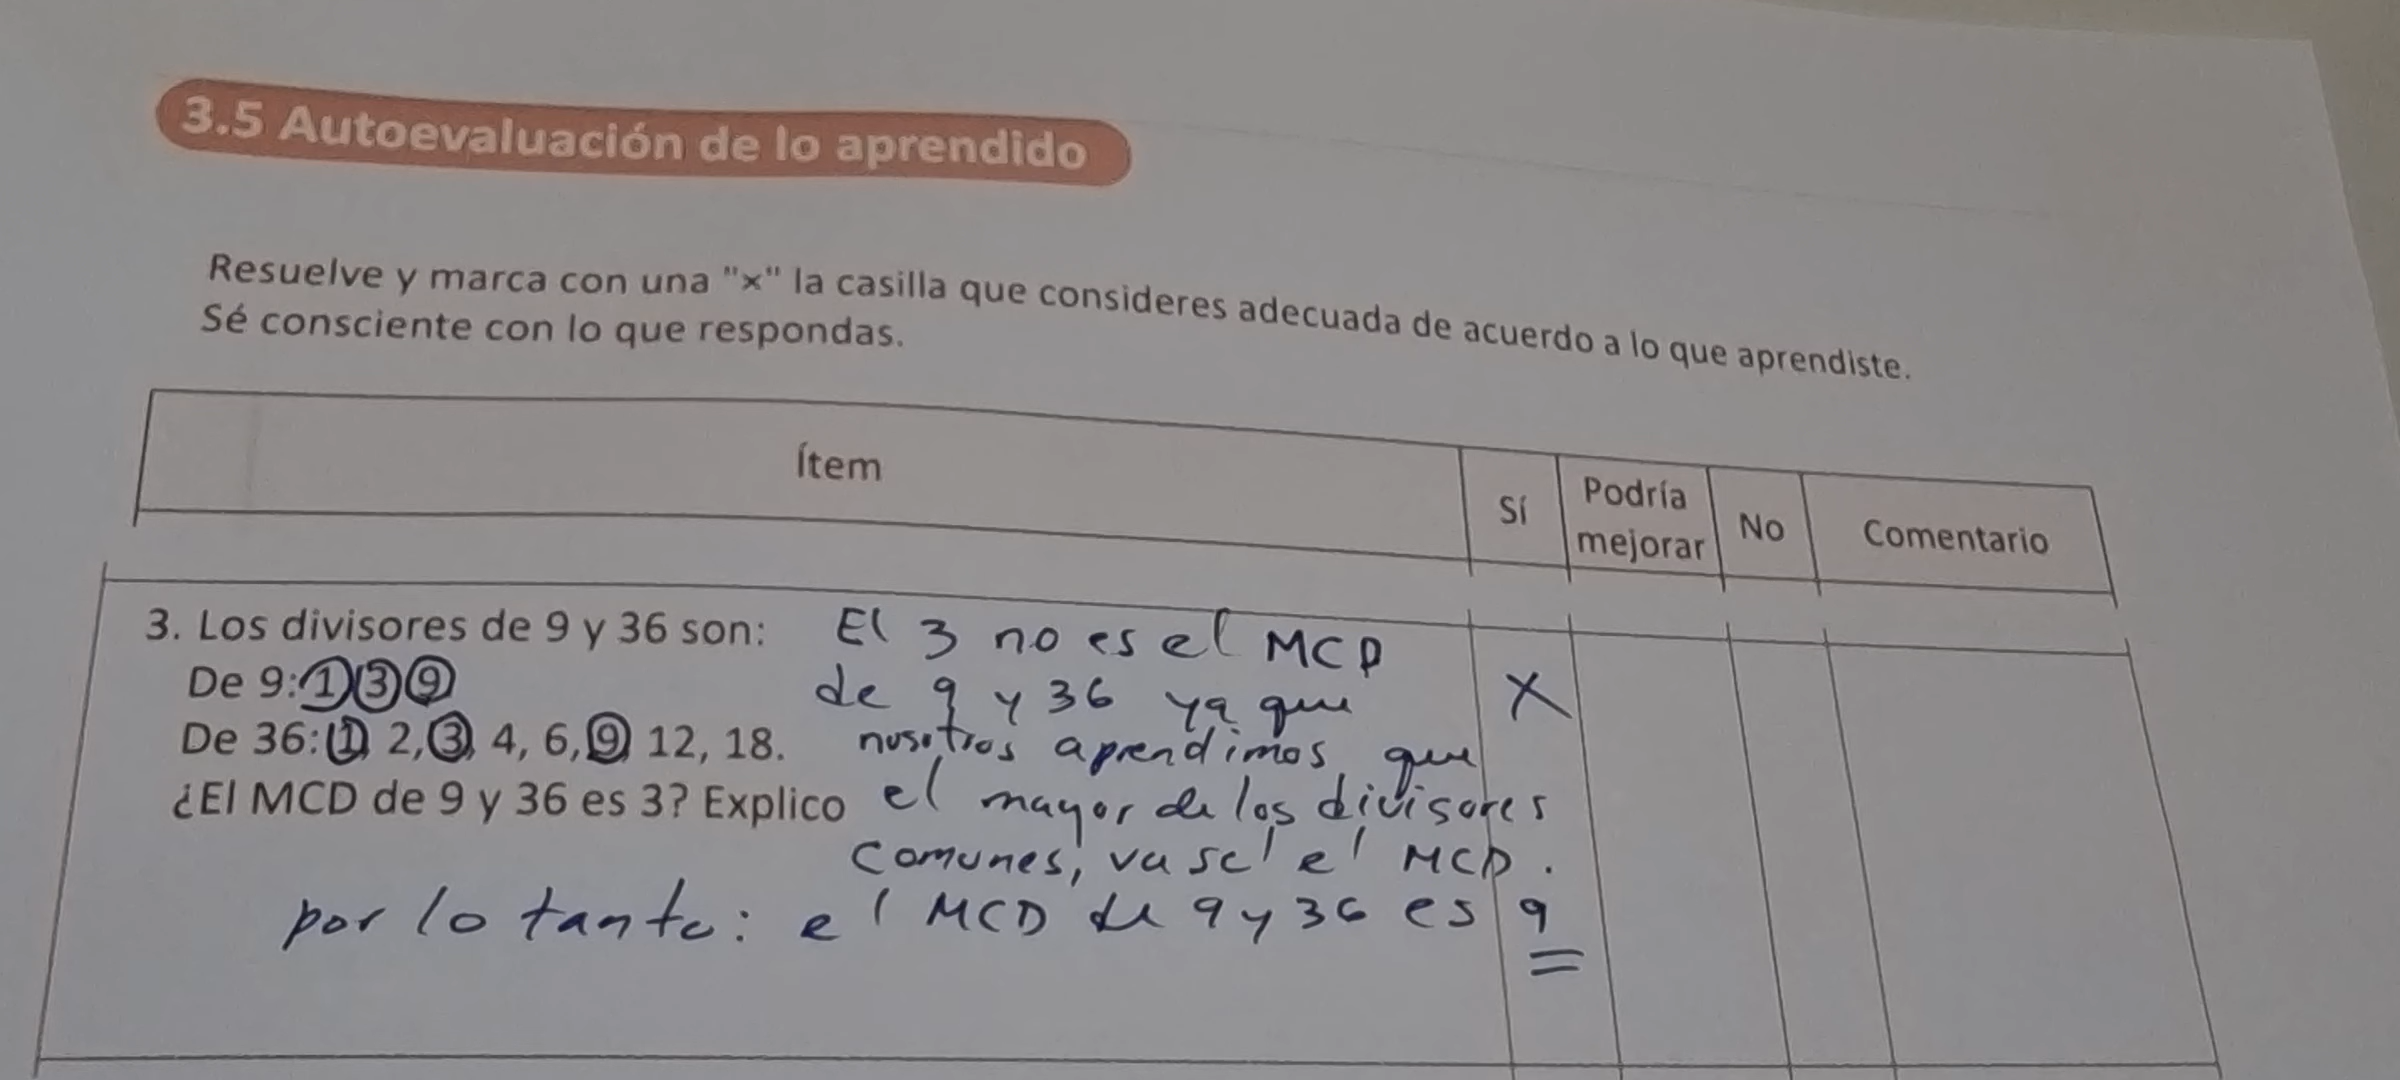 3.5 Autoevaluación de lo aprendido
Resuelve y marca con una "x" la casilla que consideres adecuada de acuerdo a lo que aprendiste.
Sé consciente con lo que respondas.
Ítem
Sí
Podría
mejorar
No
Comentario
3. Los divisores de 9 y 36 son:
De 9: 1 3 9
De 36: 1, 2, 3, 4, 6, 9, 12, 18.
¿El MCD de 9 y 36 es 3? Explico
El 3 no es el MCD
de 9 y 36 ya que
nosotros aprendimos que
el mayor de los divisores
comunes, va sel el MCD.
por lo tanto: el MCD de 9 y 36 es 9
X